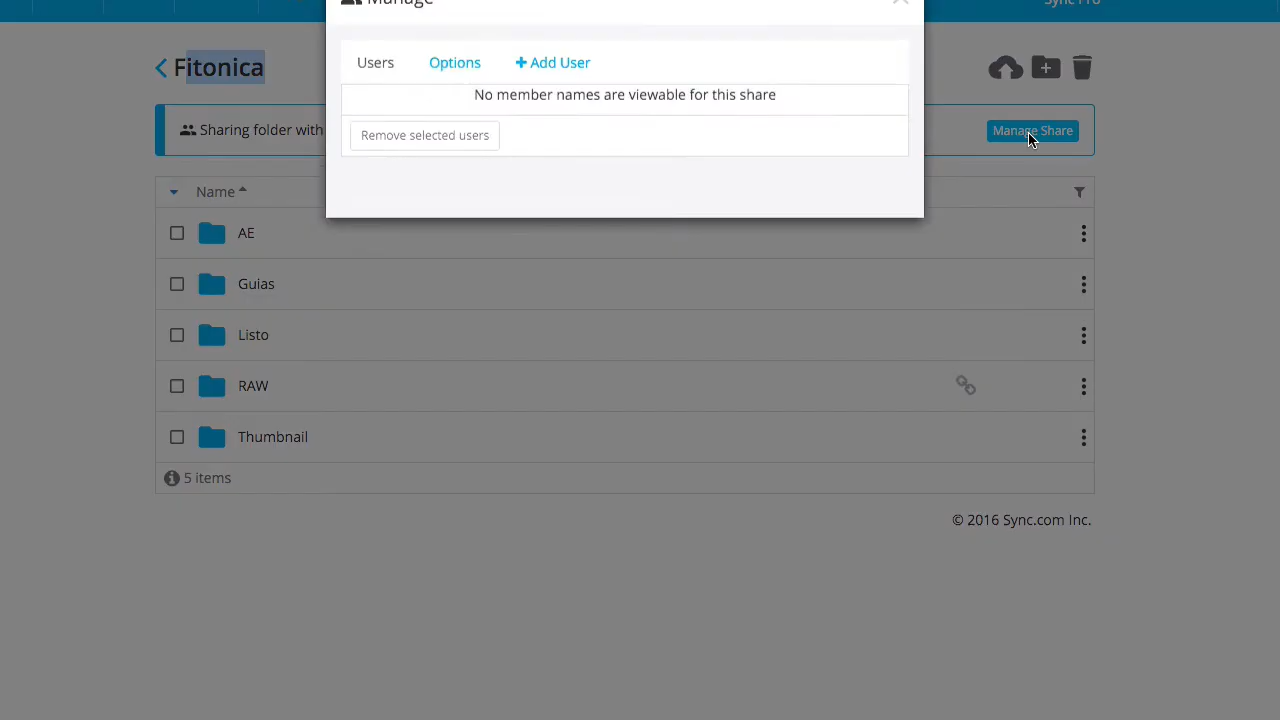 Sync Pro
Manage
Fitonica
Users
Options
Add User
No member names are viewable for this share
Remove selected users
Sharing folder with
Manage Share
Name
AE
Guias
Listo
RAW
Thumbnail
5 items
© 2016 Sync.com Inc.